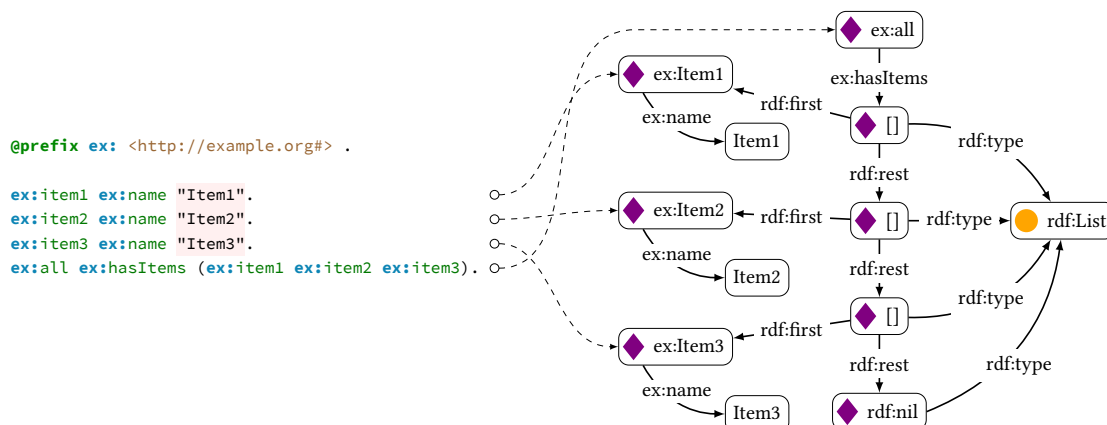 @prefix ex: <http://example.org#> .
ex:item1 ex:name "Item1".
ex:item2 ex:name "Item2".
ex:item3 ex:name "Item3".
ex:all ex:hasItems (ex:item1 ex:item2 ex:item3).
ex:all
ex:Item1
ex:hasItems
rdf:first
ex:name
[]
Item1
rdf:type
rdf:rest
ex:Item2
rdf:first
[]
rdf:type
rdf:List
ex:name
Item2
rdf:rest
rdf:type
[]
rdf:first
ex:Item3
rdf:rest
rdf:type
ex:name
Item3
rdf:nil